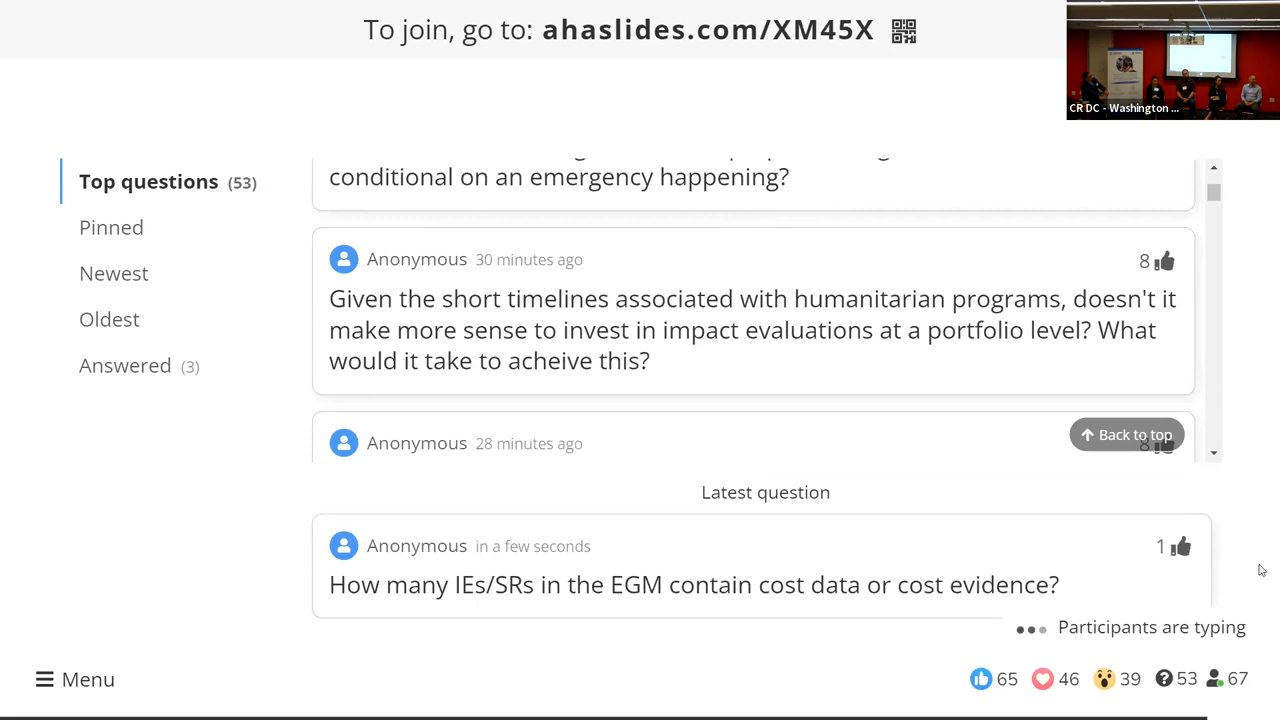 To join, go to: ahaslides.com/XM45X
CR DC - Washington ...
Top questions (53)
Pinned
Newest
Oldest
Answered (3)
conditional on an emergency happening?
Anonymous 30 minutes ago 8
Given the short timelines associated with humanitarian programs, doesn't it
make more sense to invest in impact evaluations at a portfolio level? What
would it take to acheive this?
Anonymous 28 minutes ago 8
Back to top
Latest question
Anonymous in a few seconds 1
How many IEs/SRs in the EGM contain cost data or cost evidence?
Participants are typing
Menu
65 46 39 53 67